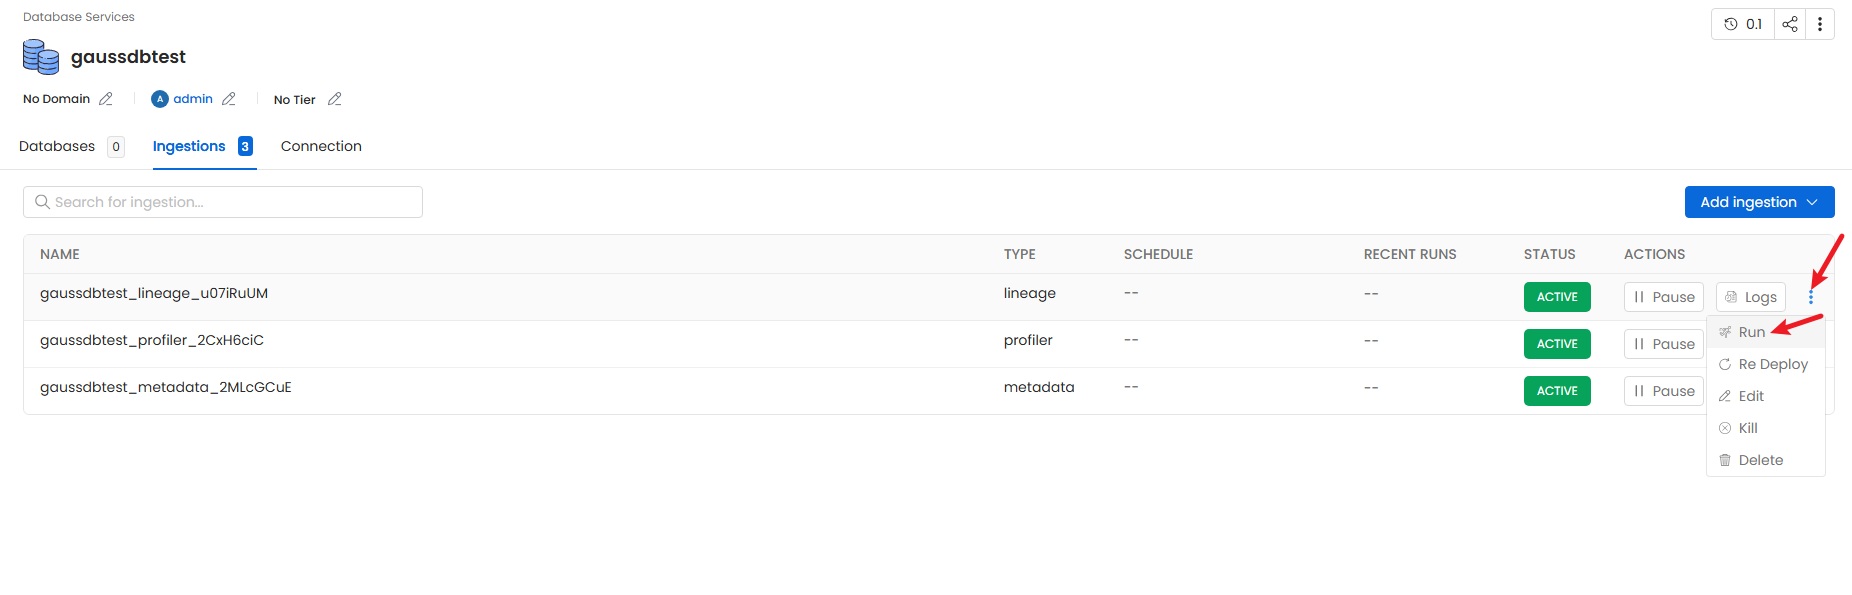 Database Services
0.1
gaussdbtest
No Domain A admin No Tier
Databases 0 Ingestions 3 Connection
Search for ingestion...
Add ingestion
NAME TYPE SCHEDULE RECENT RUNS STATUS ACTIONS
gaussdbtest_lineage_u07iRuUM lineage -- -- ACTIVE Pause Logs
Run
gaussdbtest_profiler_2CxH6ciC profiler -- -- ACTIVE Pause
Re Deploy
gaussdbtest_metadata_2MLcGCuE metadata -- -- ACTIVE Pause
Edit
Kill
Delete